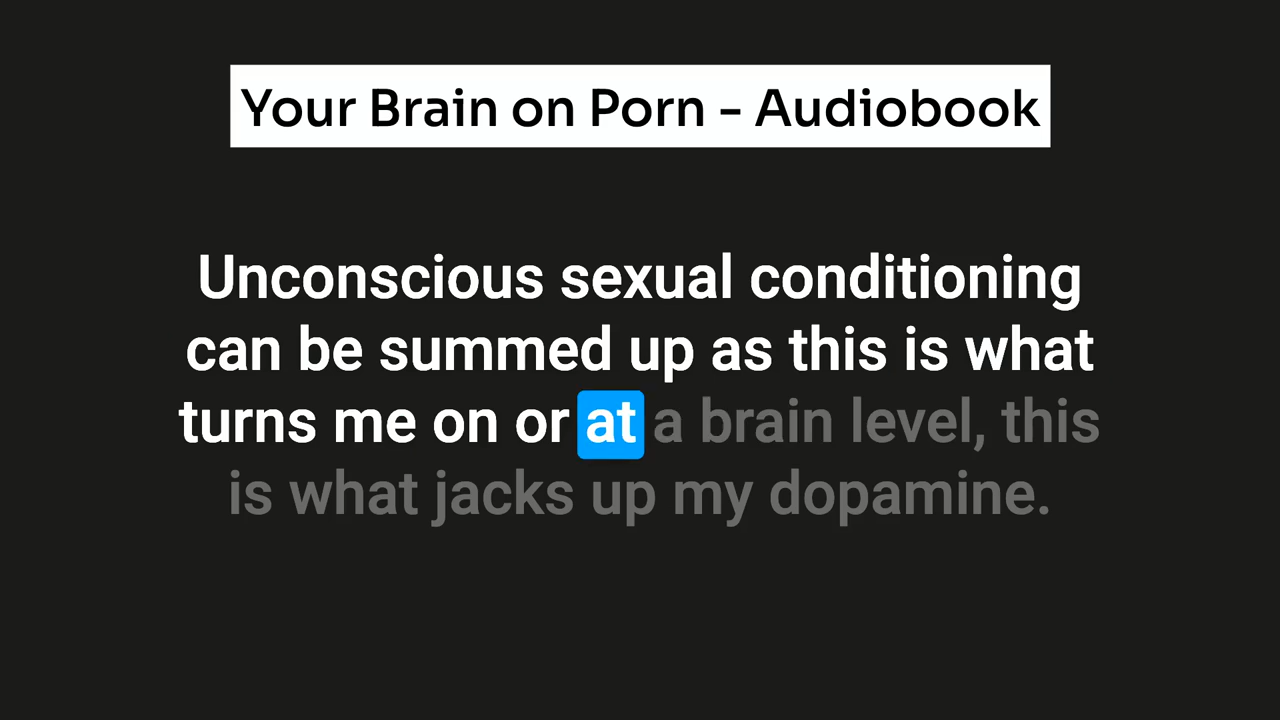 Your Brain on Porn - Audiobook
Unconscious sexual conditioning
can be summed up as this is what
turns me on or at a brain level, this
is what jacks up my dopamine.